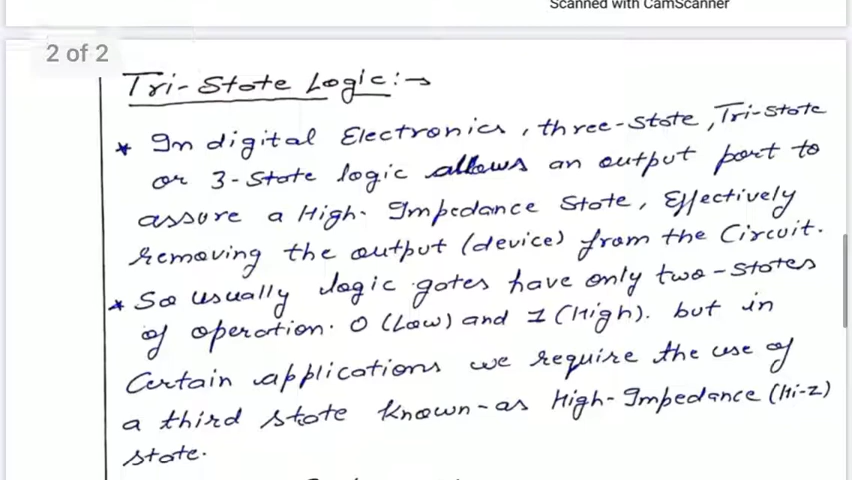 Scanned with CamScanner
2 of 2
Tri-State Logic:→
* In digital Electronics, three-state, Tri-state
or 3-state logic allows an output port to
assure a High-Impedance State, Effectively
removing the output (device) from the Circuit.
* So usually logic gates have only two-states
of operation. 0 (Low) and 1 (High). but in
Certain applications we require the use of
a third state known-as High-Impedance (Hi-Z)
state.